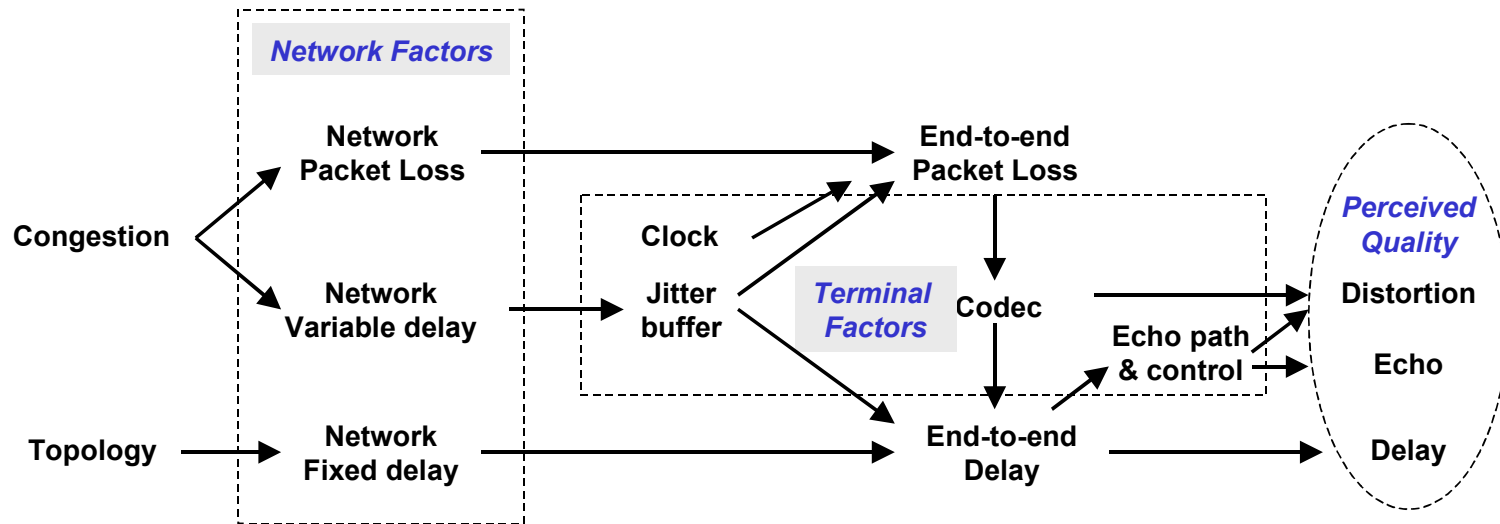 Network Factors
Network
Packet Loss
End-to-end
Packet Loss
Congestion
Clock
Perceived
Quality
Network
Variable delay
Jitter
buffer
Terminal
Factors
Codec
Distortion
Echo path
& control
Echo
Topology
Network
Fixed delay
End-to-end
Delay
Delay